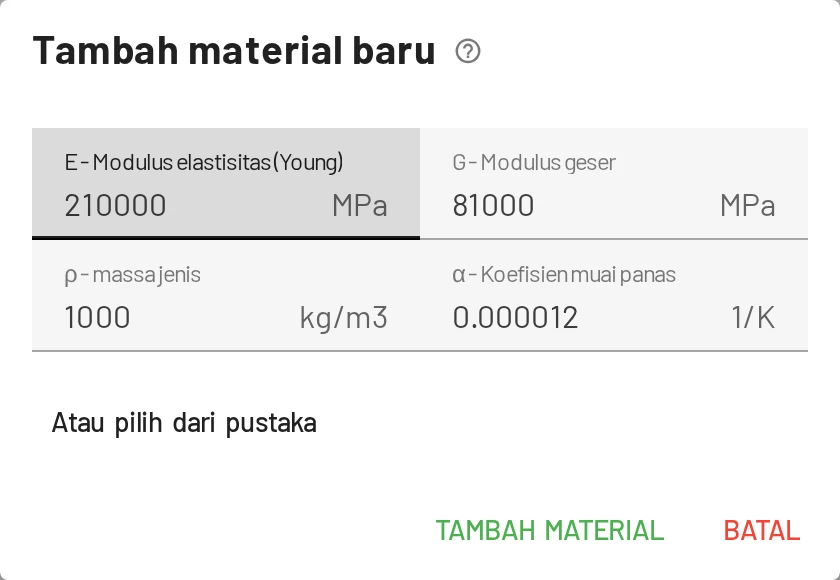 Tambah material baru ?
E - Modulus elastisitas (Young)
210000 MPa
G - Modulus geser
81000 MPa
ρ - massa jenis
1000 kg/m3
α - Koefisien muai panas
0.000012 1/K
Atau pilih dari pustaka
TAMBAH MATERIAL
BATAL